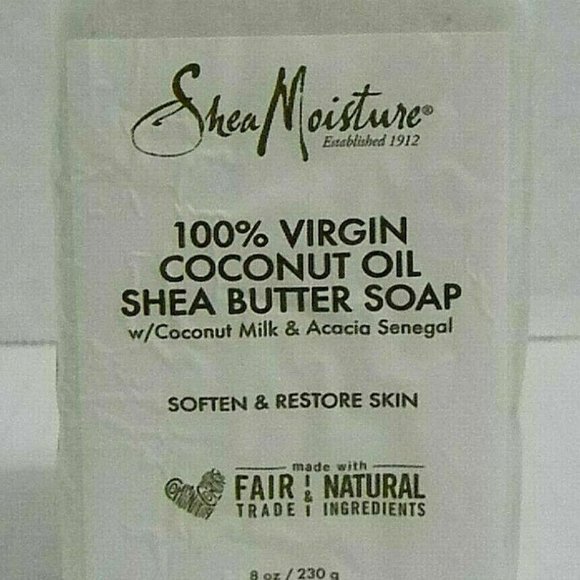 SheaMoisture®
Established 1912
100% VIRGIN
COCONUT OIL
SHEA BUTTER SOAP
w/Coconut Milk & Acacia Senegal
SOFTEN & RESTORE SKIN
made with
FAIR & NATURAL
TRADE INGREDIENTS
8 oz / 230 g